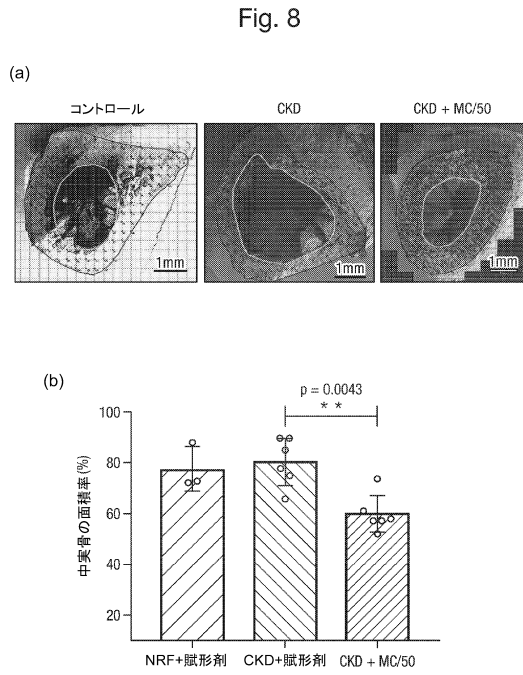 Fig. 8
(a)
コントロール
CKD
CKD + MC/50
1mm
1mm
1mm
(b)
p = 0.0043
* *
中実骨の面積率(%)
100
80
60
40
20
NRF+賦形剤
CKD+賦形剤
CKD + MC/50